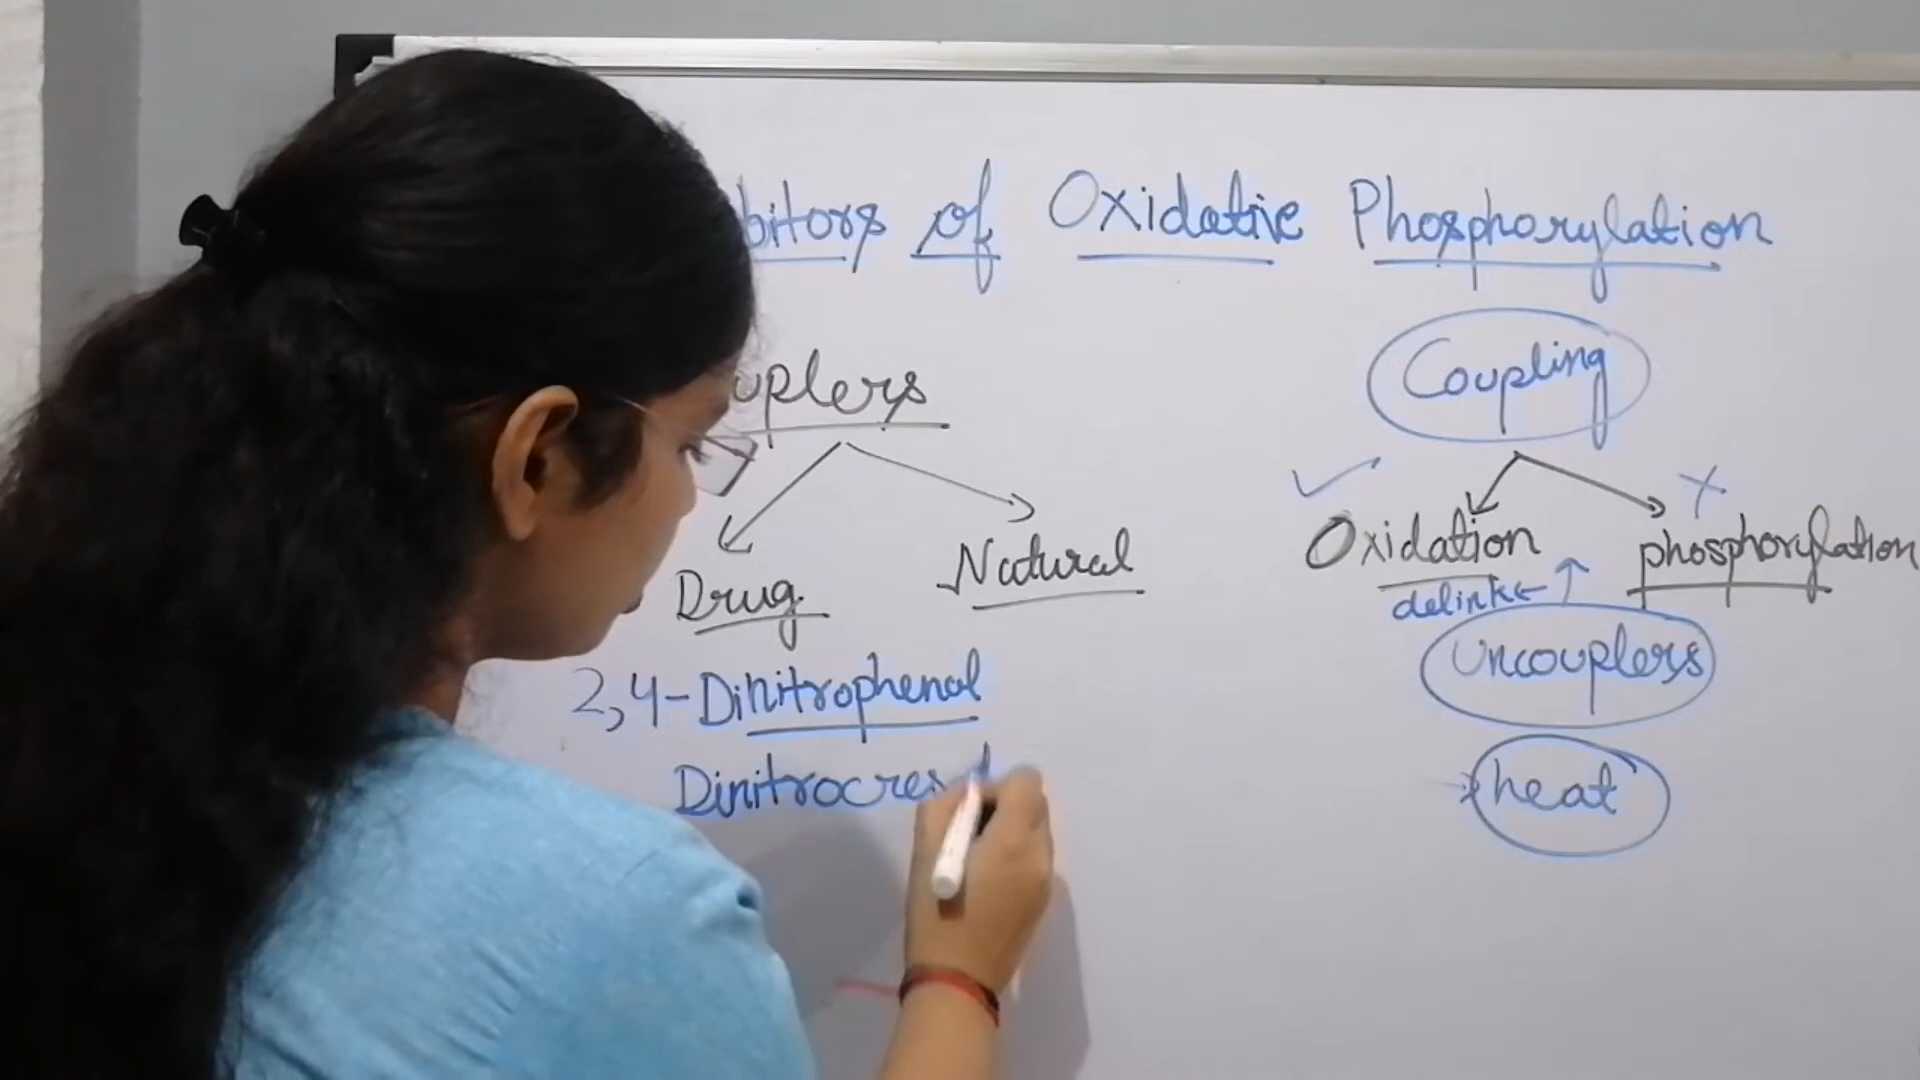 bitors of Oxidative Phosphorylation
uplers
Drug
Natural
2,4-Dinitrophenol
Dinitrocres
Coupling
Oxidation
phosphorylation
delink
Uncouplers
heat